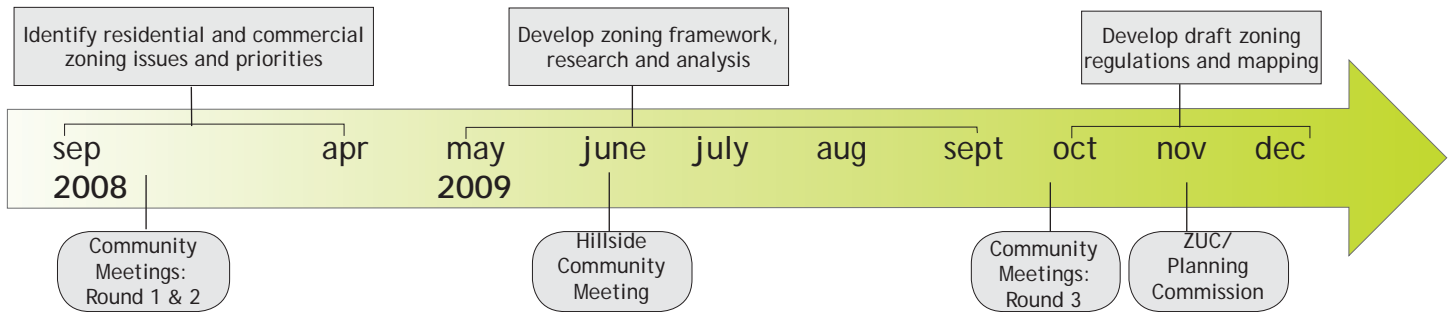 Identify residential and commercial
zoning issues and priorities
Develop zoning framework,
research and analysis
Develop draft zoning
regulations and mapping
sep apr may june july aug sept oct nov dec
2008 2009
Community
Meetings:
Round 1 & 2
Hillside
Community
Meeting
Community
Meetings:
Round 3
ZUC/
Planning
Commission